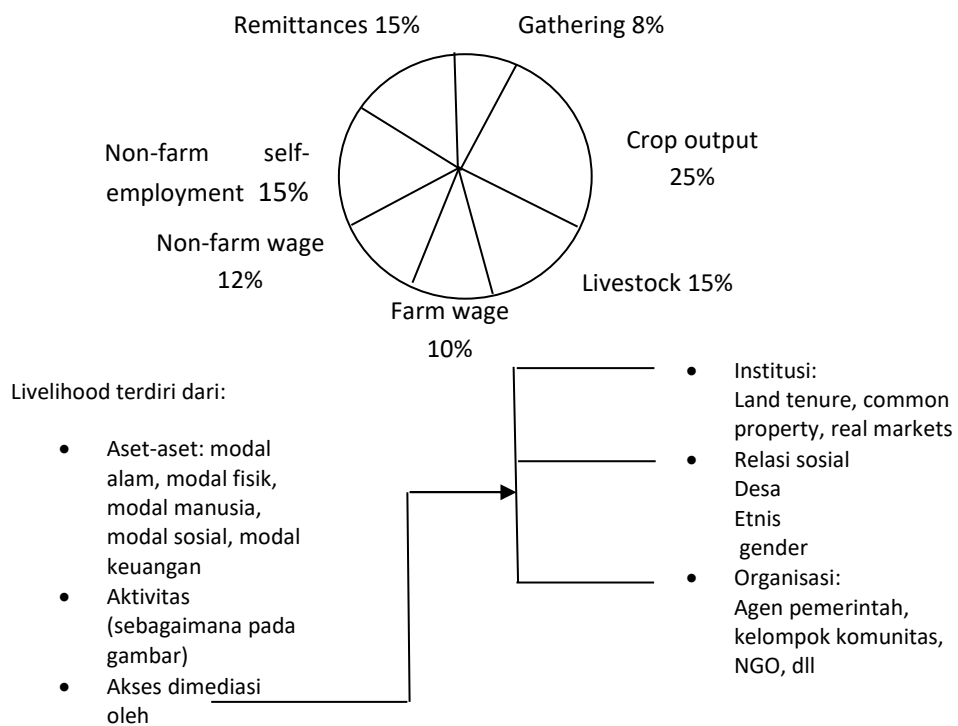 Remittances 15%
Gathering 8%
Crop output
25%
Livestock 15%
Farm wage
10%
Non-farm wage
12%
Non-farm self-
employment 15%
Livelihood terdiri dari:
• Aset-aset: modal
alam, modal fisik,
modal manusia,
modal sosial, modal
keuangan
• Aktivitas
(sebagaimana pada
gambar)
• Akses dimediasi
oleh
• Institusi:
Land tenure, common
property, real markets
• Relasi sosial
Desa
Etnis
gender
• Organisasi:
Agen pemerintah,
kelompok komunitas,
NGO, dll